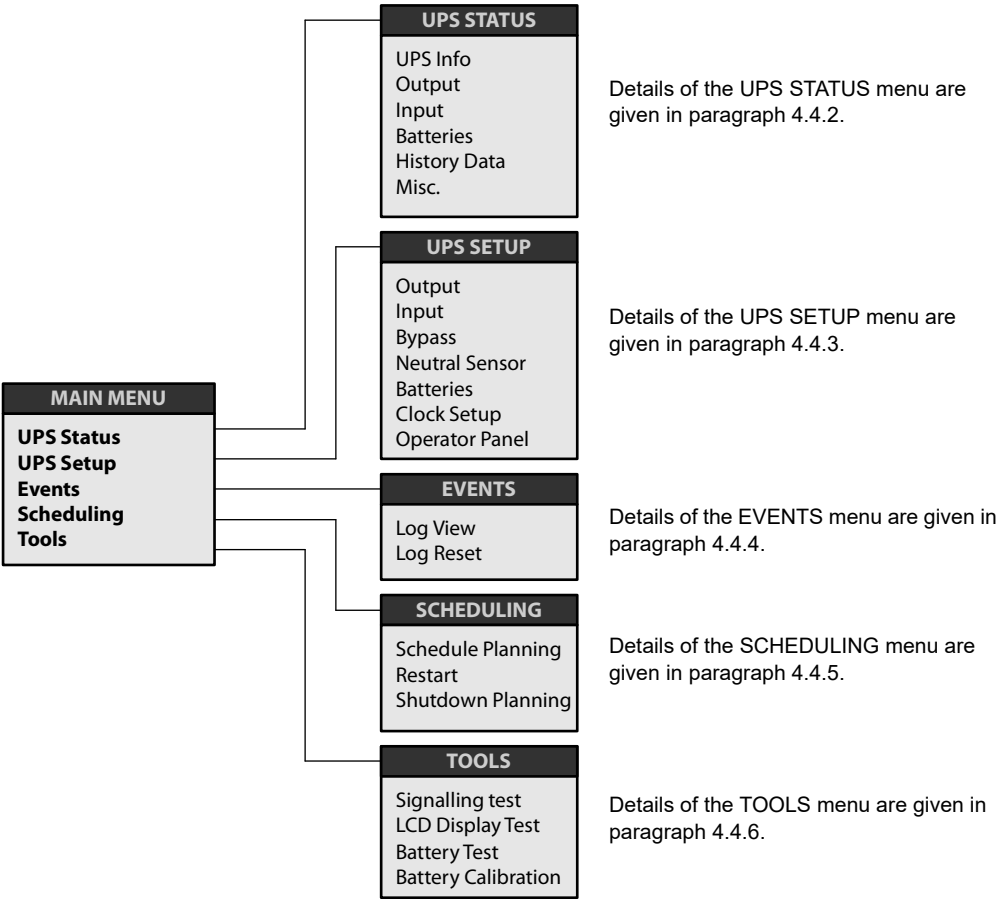 MAIN MENU
UPS Status
UPS Setup
Events
Scheduling
Tools
UPS STATUS
UPS Info
Output
Input
Batteries
History Data
Misc.
Details of the UPS STATUS menu are
given in paragraph 4.4.2.
UPS SETUP
Output
Input
Bypass
Neutral Sensor
Batteries
Clock Setup
Operator Panel
Details of the UPS SETUP menu are
given in paragraph 4.4.3.
EVENTS
Log View
Log Reset
Details of the EVENTS menu are given in
paragraph 4.4.4.
SCHEDULING
Schedule Planning
Restart
Shutdown Planning
Details of the SCHEDULING menu are
given in paragraph 4.4.5.
TOOLS
Signalling test
LCD Display Test
Battery Test
Battery Calibration
Details of the TOOLS menu are given in
paragraph 4.4.6.